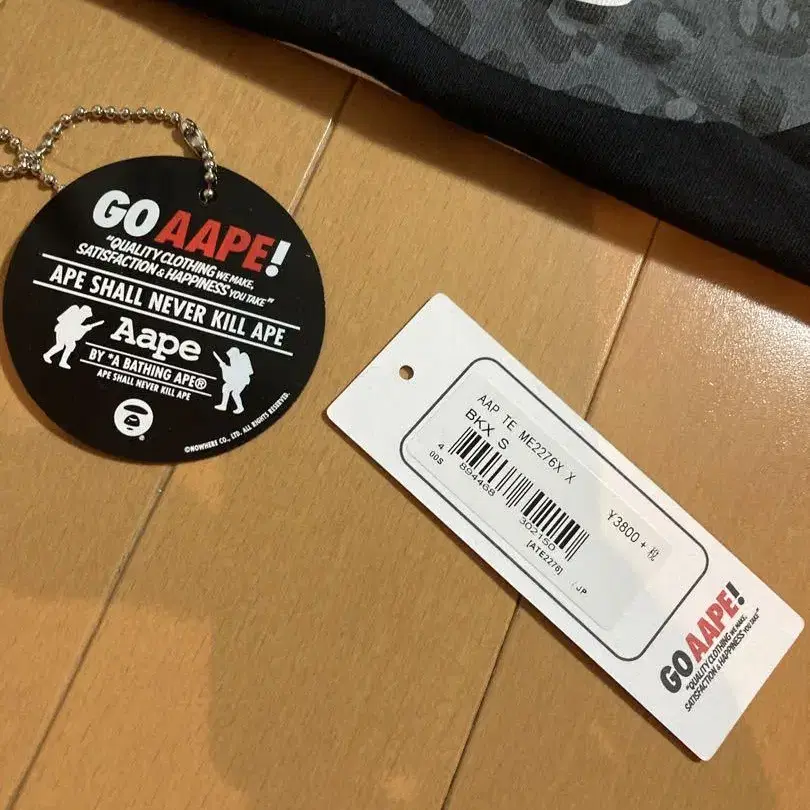 GO AAPE!
"QUALITY CLOTHING WE MAKE,
SATISFACTION & HAPPINESS YOU TAKE"
APE SHALL NEVER KILL APE
Aape
BY *A BATHING APE®
APE SHALL NEVER KILL APE
©NOWHERE CO., LTD. ALL RIGHTS RESERVED.
AAP TE ME2276X X
BKX S
4 894468 302150
00S
[ATE2276]
/ JP
¥3800 + 税
GO AAPE!
"QUALITY CLOTHING WE MAKE,
SATISFACTION & HAPPINESS YOU TAKE"